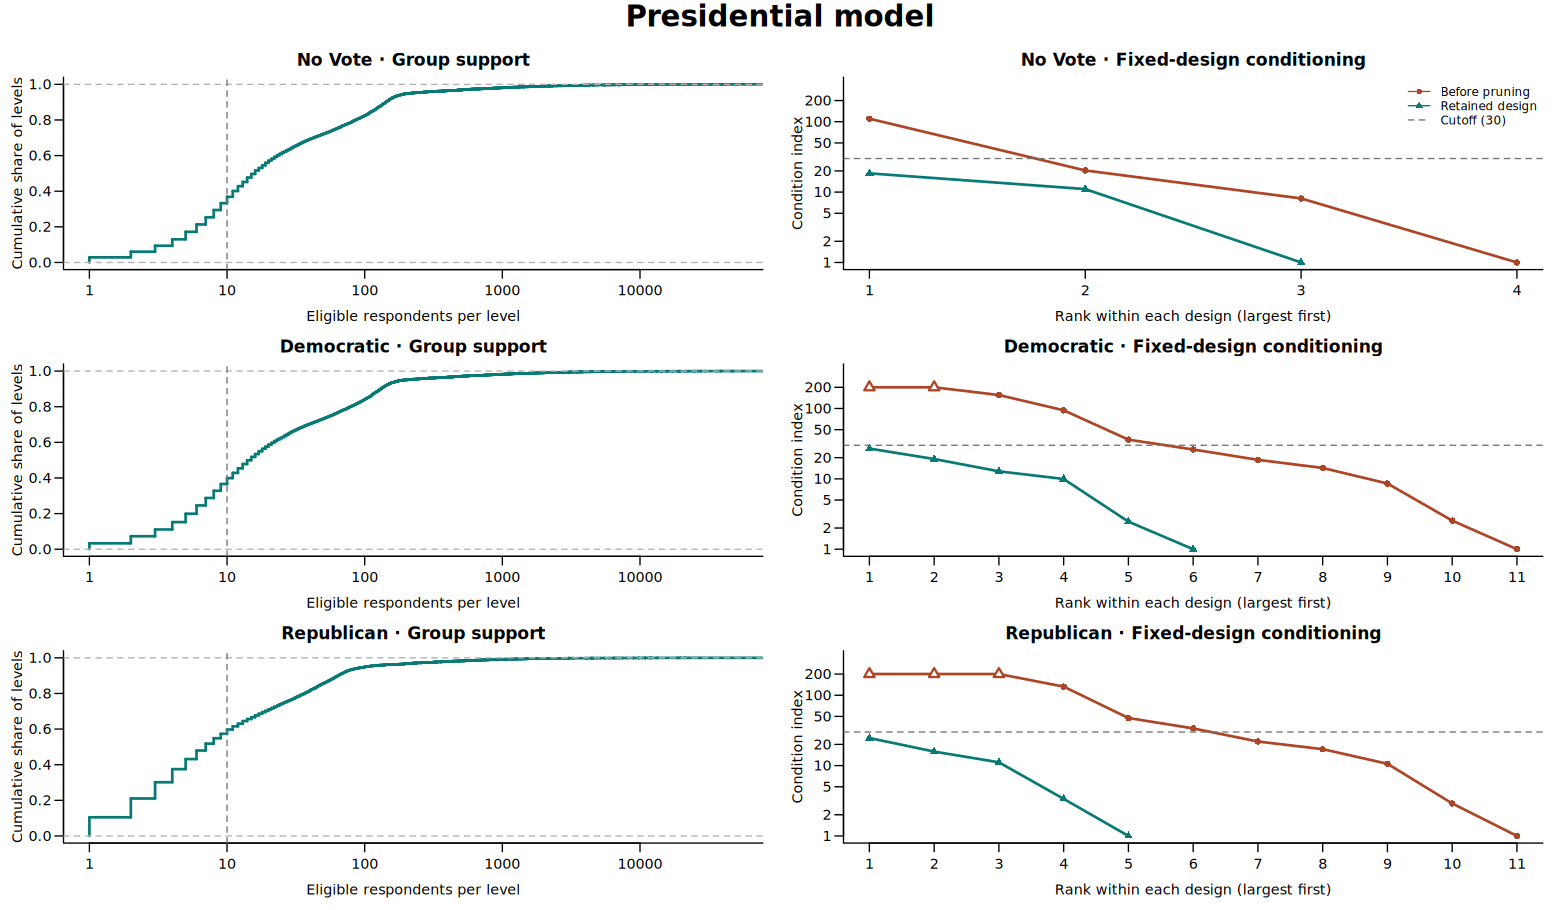 Presidential model
No Vote · Group support
Cumulative share of levels
1.0
0.8
0.6
0.4
0.2
0.0
1 10 100 1000 10000
Eligible respondents per level
No Vote · Fixed-design conditioning
Condition index
200
100
50
20
10
5
2
1
Before pruning
Retained design
Cutoff (30)
1 2 3 4
Rank within each design (largest first)
Democratic · Group support
Cumulative share of levels
1.0
0.8
0.6
0.4
0.2
0.0
1 10 100 1000 10000
Eligible respondents per level
Democratic · Fixed-design conditioning
Condition index
200
100
50
20
10
5
2
1
1 2 3 4 5 6 7 8 9 10 11
Rank within each design (largest first)
Republican · Group support
Cumulative share of levels
1.0
0.8
0.6
0.4
0.2
0.0
1 10 100 1000 10000
Eligible respondents per level
Republican · Fixed-design conditioning
Condition index
200
100
50
20
10
5
2
1
1 2 3 4 5 6 7 8 9 10 11
Rank within each design (largest first)